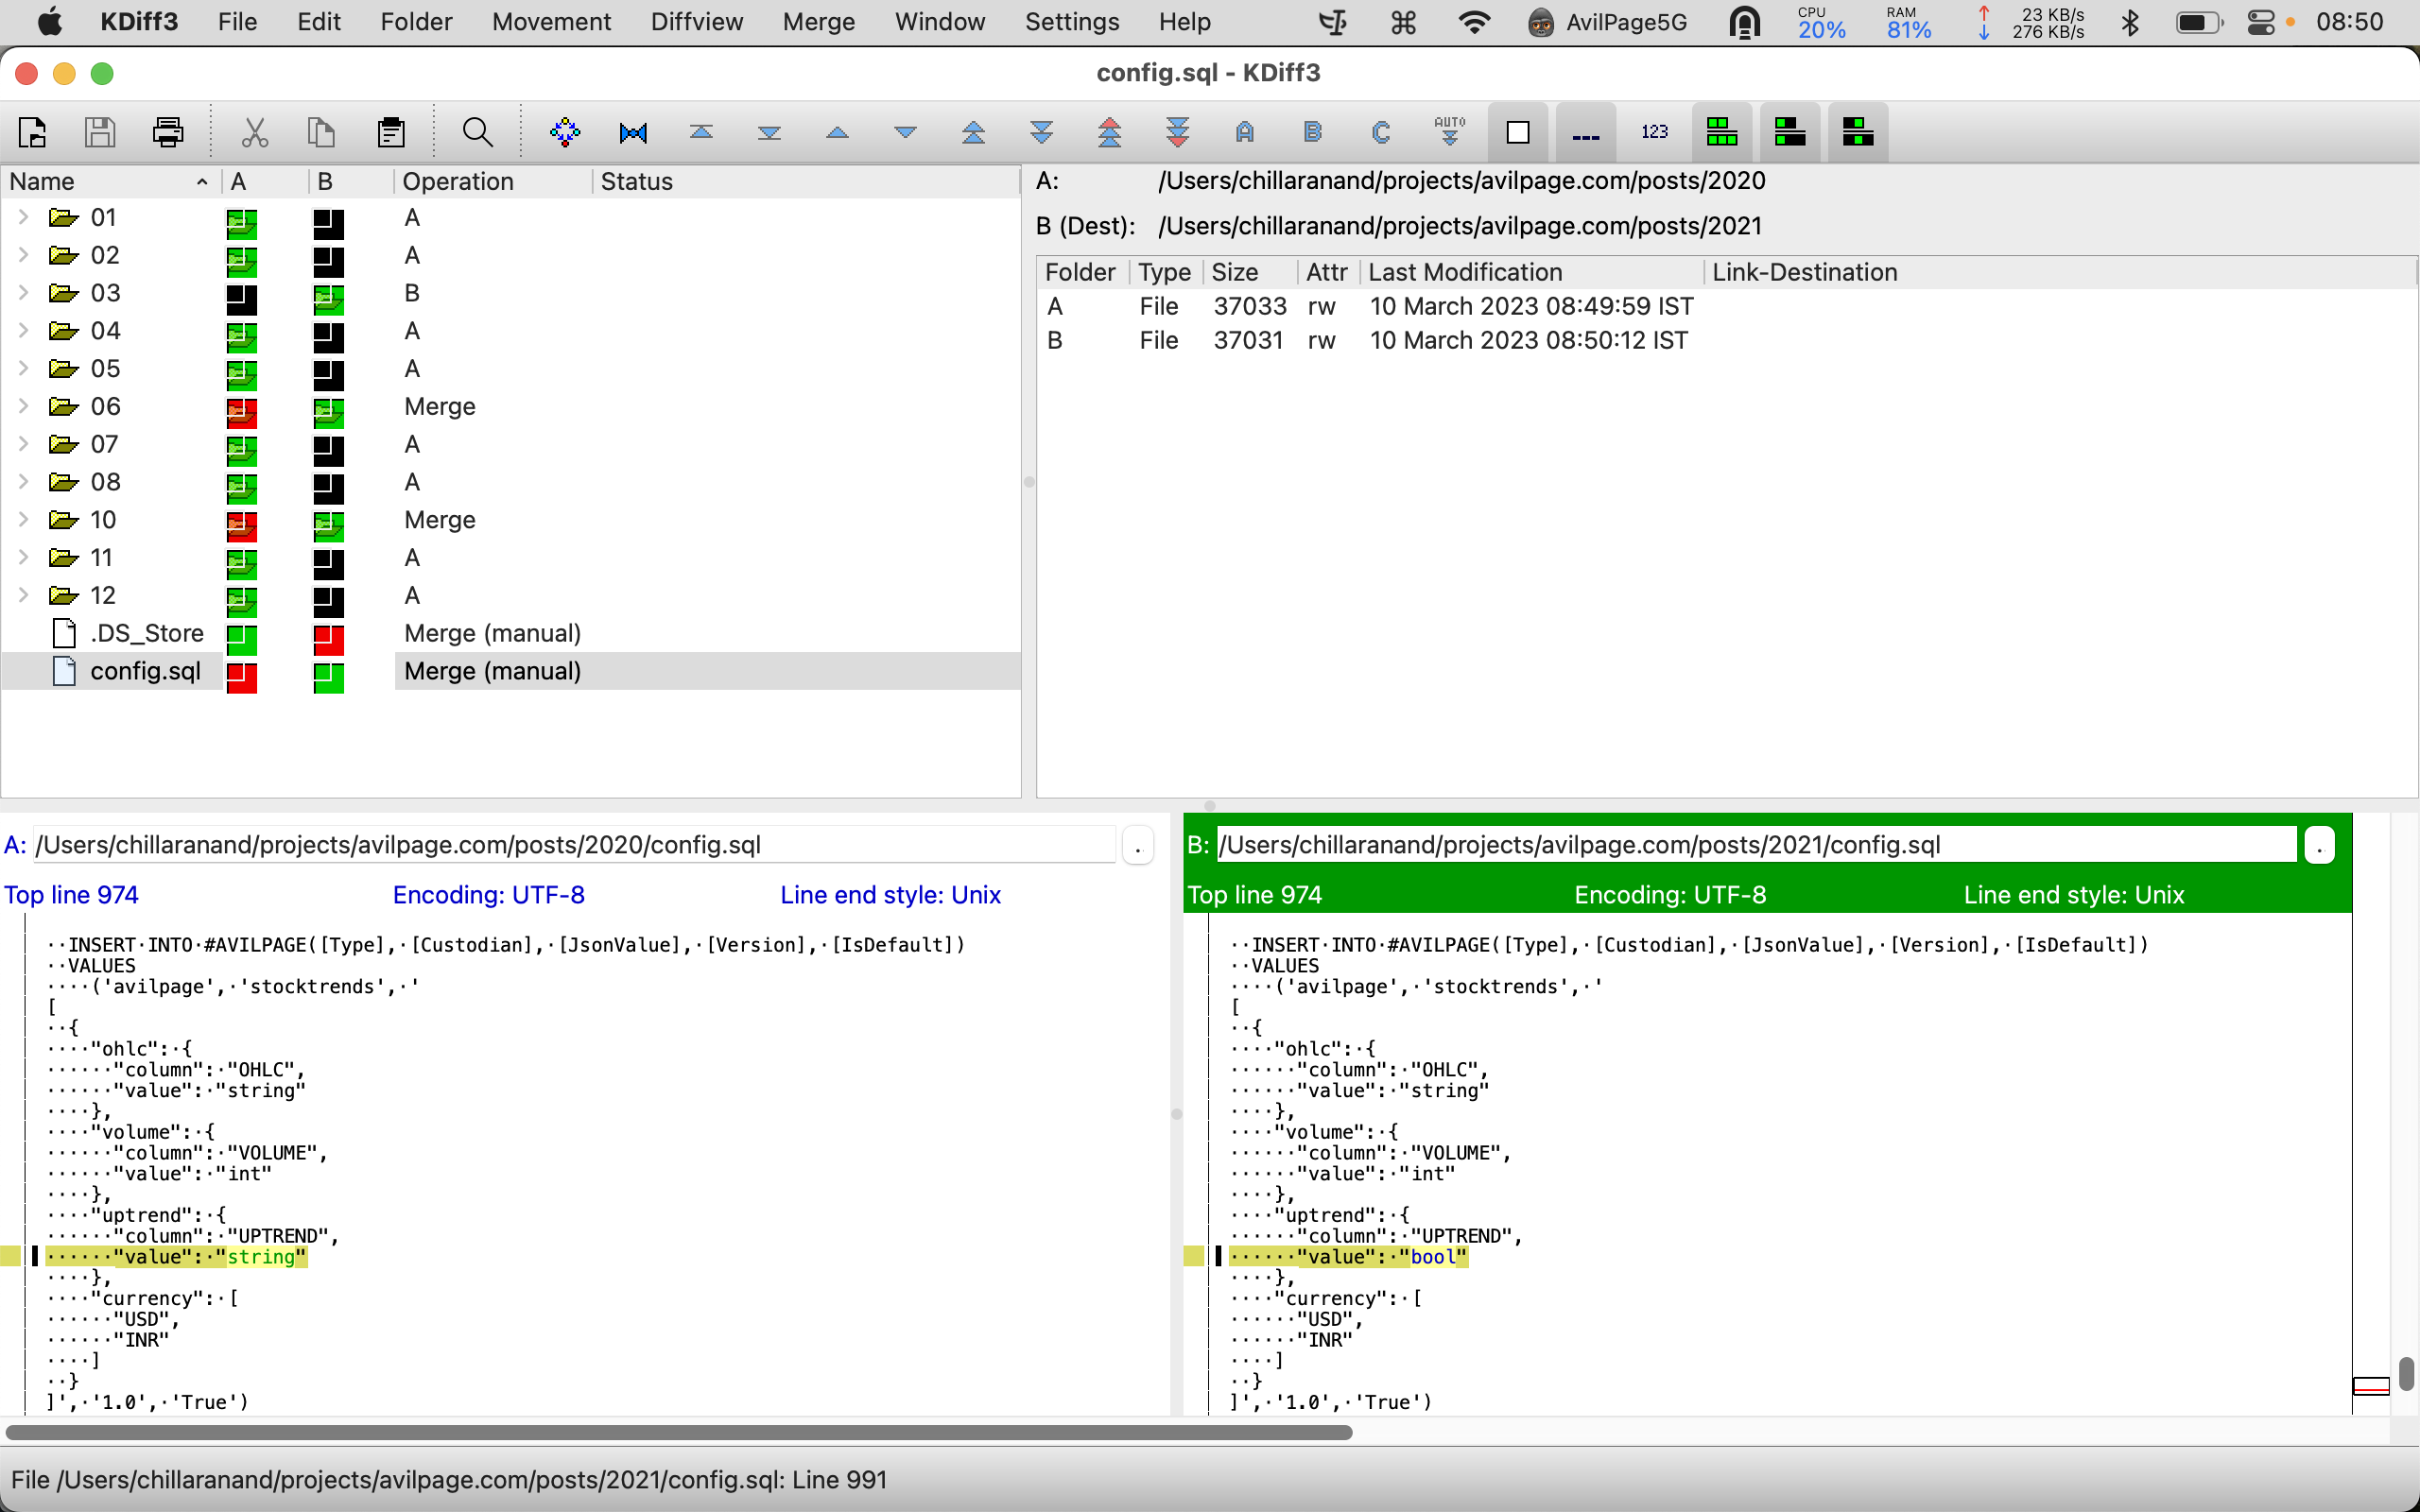 KDiff3 File Edit Folder Movement Diffview Merge Window Settings Help AvilPage5G CPU 20% RAM 81% 23 KB/s 276 KB/s 08:50
config.sql - KDiff3
A B C AUTO 123
Name A B Operation Status
01 A
02 A
03 B
04 A
05 A
06 Merge
07 A
08 A
10 Merge
11 A
12 A
.DS_Store Merge (manual)
config.sql Merge (manual)
A: /Users/chillaranand/projects/avilpage.com/posts/2020
B (Dest): /Users/chillaranand/projects/avilpage.com/posts/2021
Folder Type Size Attr Last Modification Link-Destination
A File 37033 rw 10 March 2023 08:49:59 IST
B File 37031 rw 10 March 2023 08:50:12 IST
A: /Users/chillaranand/projects/avilpage.com/posts/2020/config.sql .
Top line 974 Encoding: UTF-8 Line end style: Unix
··INSERT·INTO·#AVILPAGE([Type],·[Custodian],·[JsonValue],·[Version],·[IsDefault])
··VALUES
····('avilpage',·'stocktrends',·'
[
··{
····"ohlc":·{
······"column":·"OHLC",
······"value":·"string"
····},
····"volume":·{
······"column":·"VOLUME",
······"value":·"int"
····},
····"uptrend":·{
······"column":·"UPTREND",
······"value":·"string"
····},
····"currency":·[
······"USD",
······"INR"
····]
··}
]',·'1.0',·'True')
B: /Users/chillaranand/projects/avilpage.com/posts/2021/config.sql .
Top line 974 Encoding: UTF-8 Line end style: Unix
··INSERT·INTO·#AVILPAGE([Type],·[Custodian],·[JsonValue],·[Version],·[IsDefault])
··VALUES
····('avilpage',·'stocktrends',·'
[
··{
····"ohlc":·{
······"column":·"OHLC",
······"value":·"string"
····},
····"volume":·{
······"column":·"VOLUME",
······"value":·"int"
····},
····"uptrend":·{
······"column":·"UPTREND",
······"value":·"bool"
····},
····"currency":·[
······"USD",
······"INR"
····]
··}
]',·'1.0',·'True')
File /Users/chillaranand/projects/avilpage.com/posts/2021/config.sql: Line 991